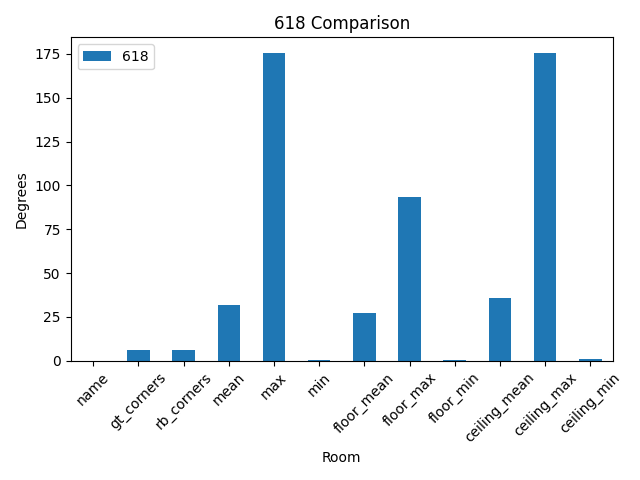 618 Comparison
618
175
150
125
100
75
50
25
0
Degrees
name
gt_corners
rb_corners
mean
max
min
floor_mean
floor_max
floor_min
ceiling_mean
ceiling_max
ceiling_min
Room